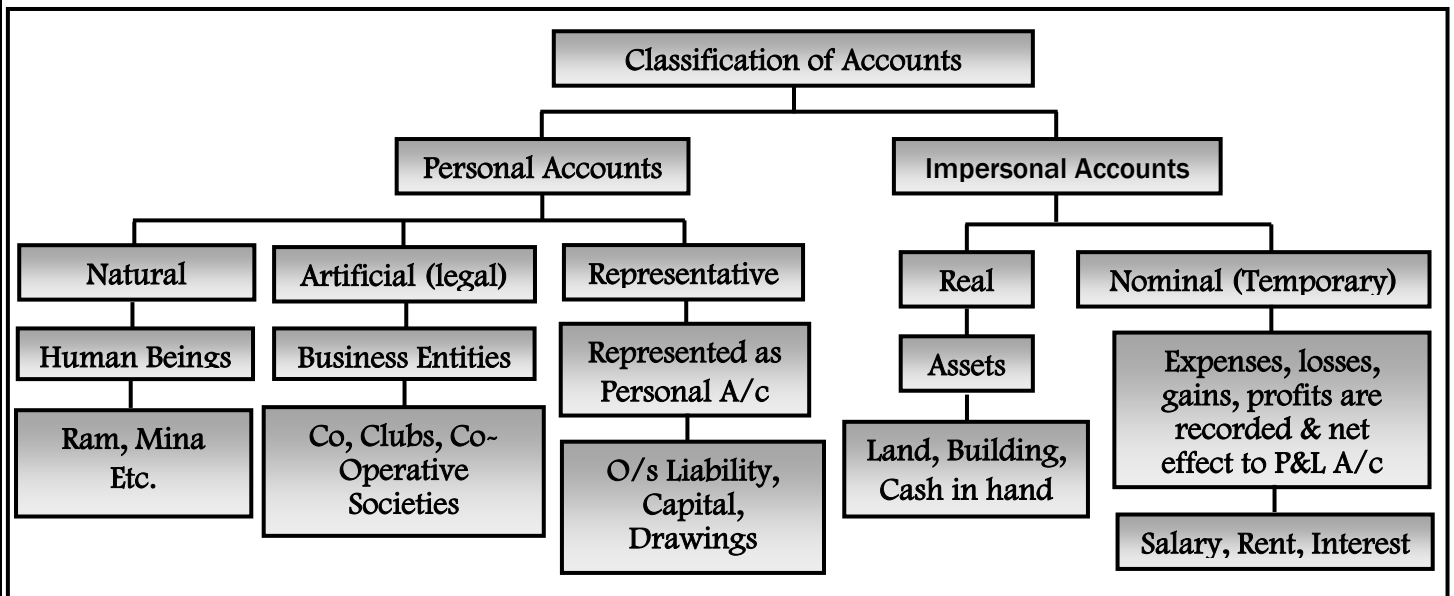 Classification of Accounts
Personal Accounts
Impersonal Accounts
Natural
Artificial (legal)
Representative
Real
Nominal (Temporary)
Human Beings
Business Entities
Represented as
Personal A/c
Assets
Expenses, losses,
gains, profits are
recorded & net
effect to P&L A/c
Ram, Mina
Etc.
Co, Clubs, Co-
Operative
Societies
O/s Liability,
Capital,
Drawings
Land, Building,
Cash in hand
Salary, Rent, Interest